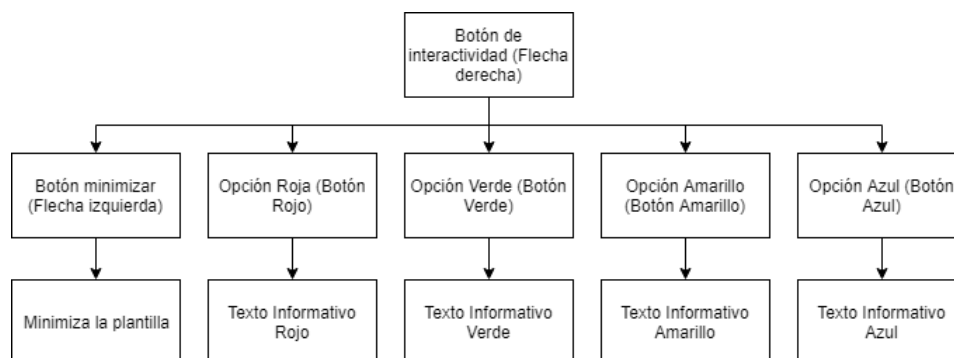 Botón de
interactividad (Flecha
derecha)
Botón minimizar
(Flecha izquierda)
Opción Roja (Botón
Rojo)
Opción Verde (Botón
Verde)
Opción Amarillo
(Botón Amarillo)
Opción Azul (Botón
Azul)
Minimiza la plantilla
Texto Informativo
Rojo
Texto Informativo
Verde
Texto Informativo
Amarillo
Texto Informativo
Azul